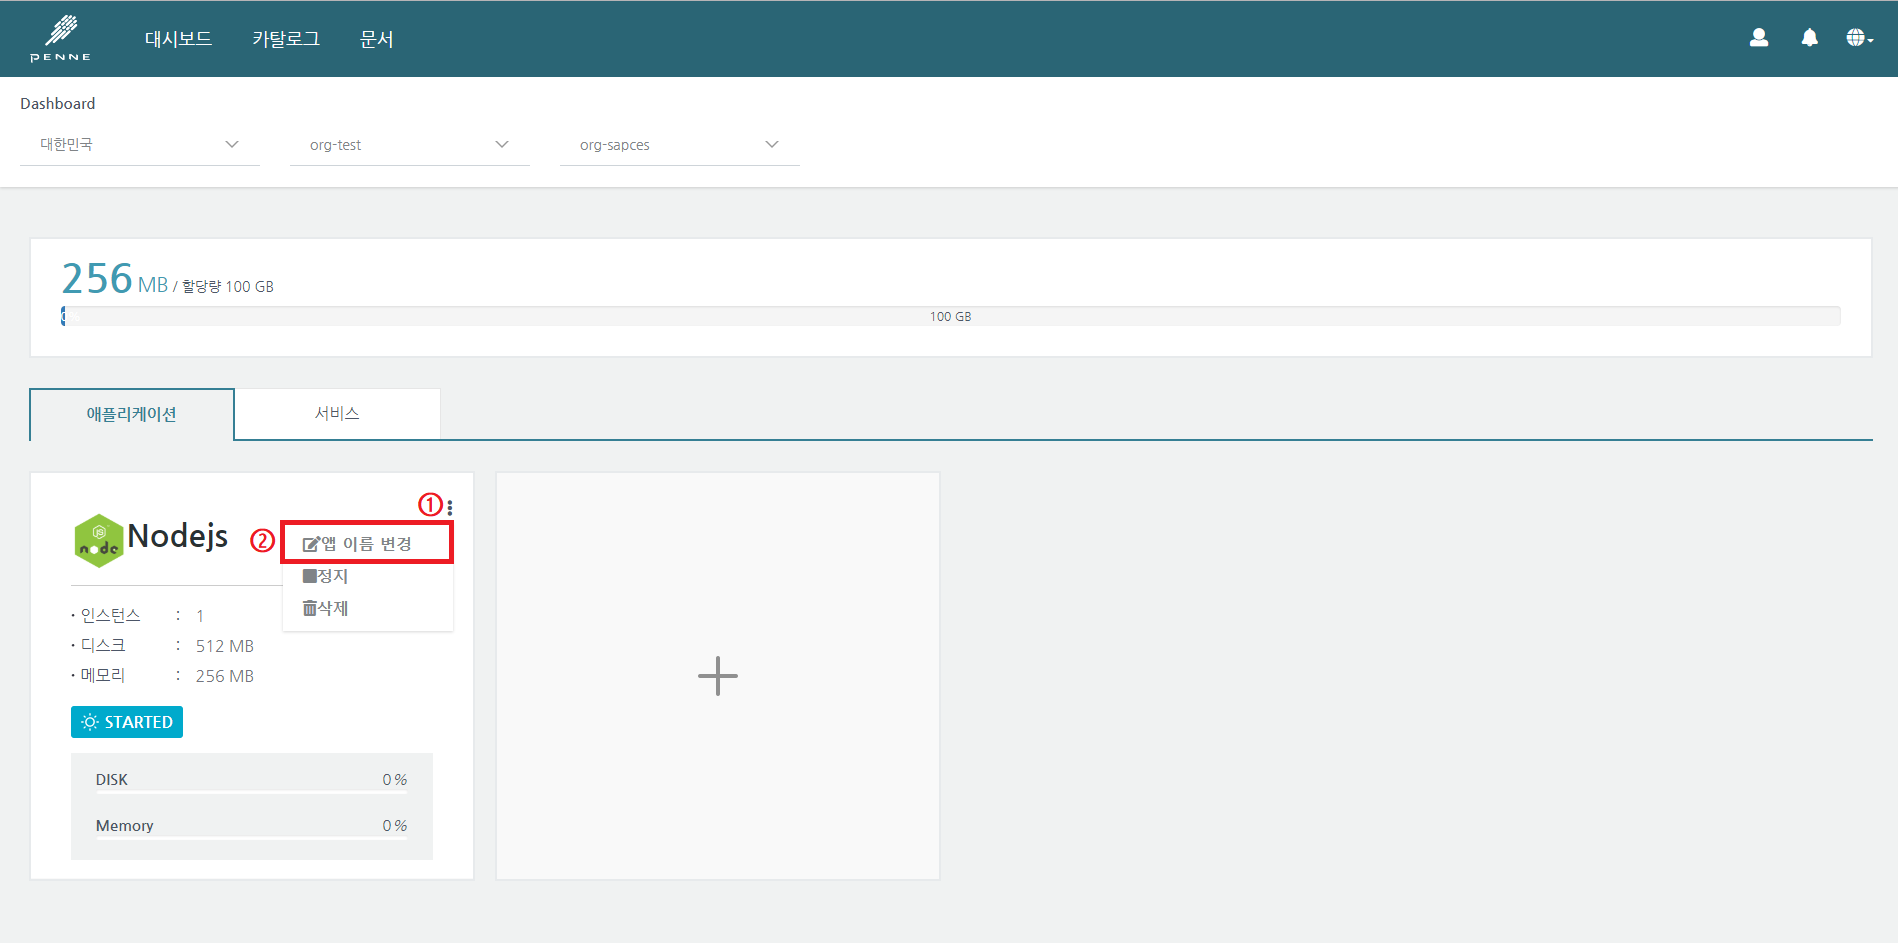 PENNE 대시보드 카탈로그 문서
Dashboard
대한민국 org-test org-sapces
256 MB / 할당량 100 GB
100 GB
애플리케이션 서비스
①
Nodejs
②
앱 이름 변경
정지
삭제
· 인스턴스 : 1
· 디스크 : 512 MB
· 메모리 : 256 MB
STARTED
DISK 0 %
Memory 0 %